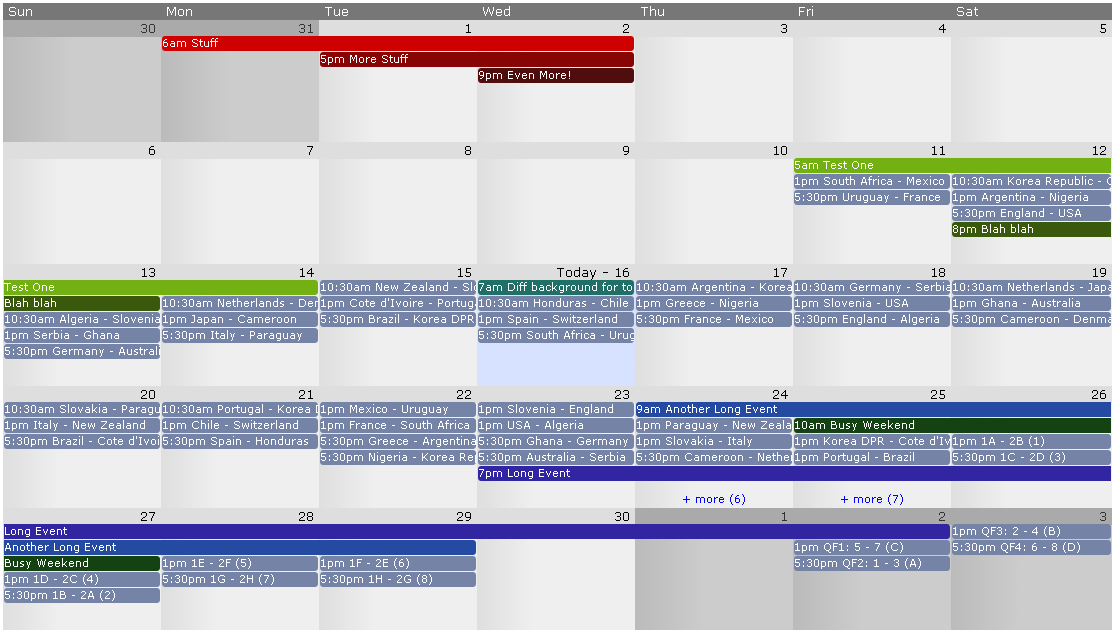 Sun Mon Tue Wed Thu Fri Sat
30 31 1 2 3 4 5
6am Stuff
5pm More Stuff
9pm Even More!
6 7 8 9 10 11 12
5am Test One
1pm South Africa - Mexico 10:30am Korea Republic -
5:30pm Uruguay - France 1pm Argentina - Nigeria
5:30pm England - USA
8pm Blah blah
13 14 15 Today - 16 17 18 19
Test One 10:30am New Zealand - Slo 7am Diff background for to 10:30am Argentina - Korea 10:30am Germany - Serbia 10:30am Netherlands - Japa
Blah blah 10:30am Netherlands - Den 1pm Cote d'Ivoire - Portug 10:30am Honduras - Chile 1pm Greece - Nigeria 1pm Slovenia - USA 1pm Ghana - Australia
10:30am Algeria - Slovenia 1pm Japan - Cameroon 5:30pm Brazil - Korea DPR 1pm Spain - Switzerland 5:30pm France - Mexico 5:30pm England - Algeria 5:30pm Cameroon - Denma
1pm Serbia - Ghana 5:30pm Italy - Paraguay 5:30pm South Africa - Urug
5:30pm Germany - Australi
20 21 22 23 24 25 26
10:30am Slovakia - Paragu 10:30am Portugal - Korea D 1pm Mexico - Uruguay 1pm Slovenia - England 9am Another Long Event
1pm Italy - New Zealand 1pm Chile - Switzerland 1pm France - South Africa 1pm USA - Algeria 1pm Paraguay - New Zeala 10am Busy Weekend
5:30pm Brazil - Cote d'Ivoi 5:30pm Spain - Honduras 5:30pm Greece - Argentina 5:30pm Ghana - Germany 1pm Slovakia - Italy 1pm Korea DPR - Cote d'Iv 1pm 1A - 2B (1)
5:30pm Nigeria - Korea Re 5:30pm Australia - Serbia 5:30pm Cameroon - Nethe 1pm Portugal - Brazil 5:30pm 1C - 2D (3)
7pm Long Event
+ more (6) + more (7)
27 28 29 30 1 2 3
Long Event 1pm QF3: 2 - 4 (B)
Another Long Event 1pm QF1: 5 - 7 (C) 5:30pm QF4: 6 - 8 (D)
Busy Weekend 1pm 1E - 2F (5) 1pm 1F - 2E (6) 5:30pm QF2: 1 - 3 (A)
1pm 1D - 2C (4) 5:30pm 1G - 2H (7) 5:30pm 1H - 2G (8)
5:30pm 1B - 2A (2)